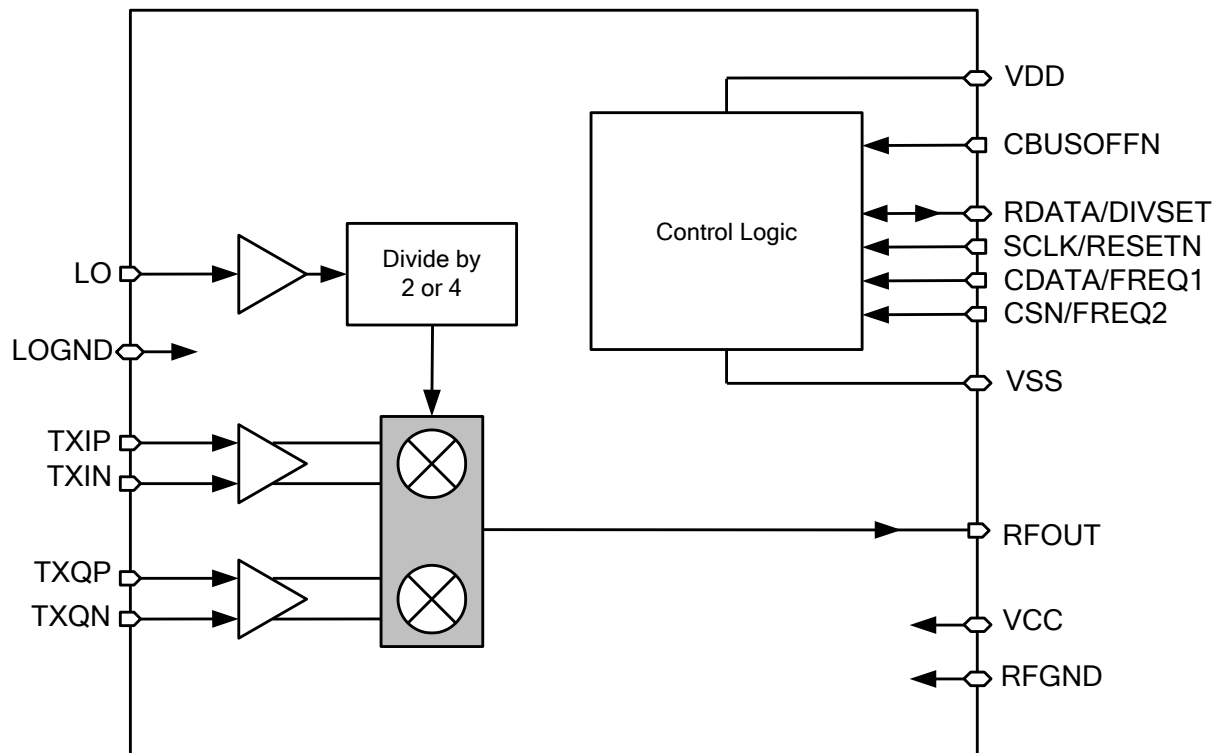 VDD
CBUSOFFN
RDATA/DIVSET
SCLK/RESETN
CDATA/FREQ1
CSN/FREQ2
VSS
Control Logic
LO
Divide by
2 or 4
LOGND
TXIP
TXIN
TXQP
TXQN
RFOUT
VCC
RFGND